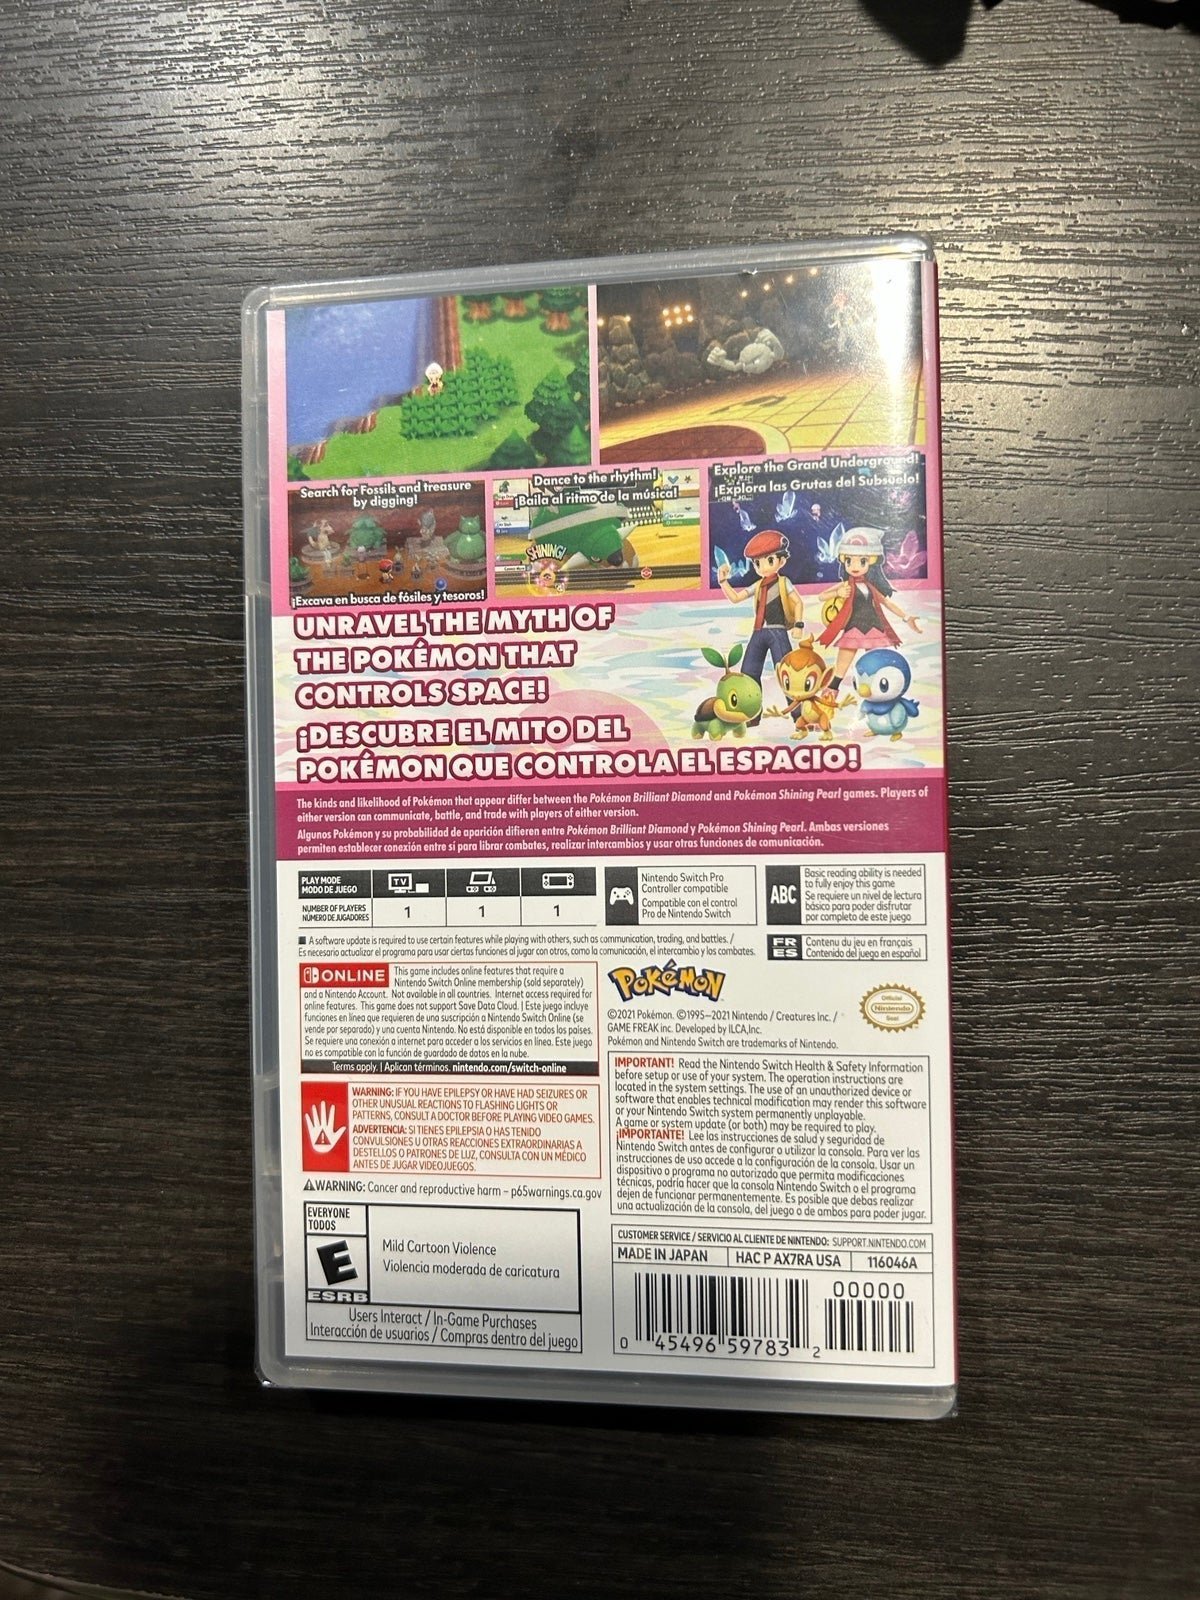 Search for Fossils and treasure
by digging!
¡Excava en busca de fósiles y tesoros!
Dance to the rhythm!
¡Baila al ritmo de la música!
SHINING!
Explore the Grand Underground!
¡Explora las Grutas del Subsuelo!
UNRAVEL THE MYTH OF
THE POKÉMON THAT
CONTROLS SPACE!
¡DESCUBRE EL MITO DEL
POKÉMON QUE CONTROLA EL ESPACIO!
The kinds and likelihood of Pokémon that appear differ between the Pokémon Brilliant Diamond and Pokémon Shining Pearl games. Players of
either version can communicate, battle, and trade with players of either version.
Algunos Pokémon y su probabilidad de aparición difieren entre Pokémon Brilliant Diamond y Pokémon Shining Pearl. Ambas versiones
permiten establecer conexión entre sí para librar combates, realizar intercambios y usar otras funciones de comunicación.
PLAY MODE
MODO DE JUEGO
TV
NUMBER OF PLAYERS
NÚMERO DE JUGADORES
1
1
1
Nintendo Switch Pro
Controller compatible
Compatible con el control
Pro de Nintendo Switch
ABC
Basic reading ability is needed
to fully enjoy this game
Se requiere un nivel de lectura
básico para poder disfrutar
por completo de este juego
A software update is required to use certain features while playing with others, such as communication, trading, and battles. /
Es necesario actualizar el programa para usar ciertas funciones al jugar con otros, como la comunicación, el intercambio y los combates.
FR
ES
Contenu du jeu en français
Contenido del juego en español
ONLINE
This game includes online features that require a
Nintendo Switch Online membership (sold separately)
and a Nintendo Account. Not available in all countries. Internet access required for
online features. This game does not support Save Data Cloud. | Este juego incluye
funciones en línea que requieren de una suscripción a Nintendo Switch Online (se
vende por separado) y una cuenta Nintendo. No está disponible en todos los países.
Se requiere una conexión a internet para acceder a los servicios en línea. Este juego
no es compatible con la función de guardado de datos en la nube.
Terms apply. | Aplican términos. nintendo.com/switch-online
POKéMON
©2021 Pokémon. ©1995–2021 Nintendo / Creatures Inc. /
GAME FREAK inc. Developed by ILCA,Inc.
Pokémon and Nintendo Switch are trademarks of Nintendo.
Official
Nintendo
Seal
WARNING: IF YOU HAVE EPILEPSY OR HAVE HAD SEIZURES OR
OTHER UNUSUAL REACTIONS TO FLASHING LIGHTS OR
PATTERNS, CONSULT A DOCTOR BEFORE PLAYING VIDEO GAMES.
ADVERTENCIA: SI TIENES EPILEPSIA O HAS TENIDO
CONVULSIONES U OTRAS REACCIONES EXTRAORDINARIAS A
DESTELLOS O PATRONES DE LUZ, CONSULTA CON UN MÉDICO
ANTES DE JUGAR VIDEOJUEGOS.
WARNING: Cancer and reproductive harm – p65warnings.ca.gov
IMPORTANT! Read the Nintendo Switch Health & Safety Information
before setup or use of your system. The operation instructions are
located in the system settings. The use of an unauthorized device or
software that enables technical modification may render this software
or your Nintendo Switch system permanently unplayable.
A game or system update (or both) may be required to play.
¡IMPORTANTE! Lee las instrucciones de salud y seguridad de
Nintendo Switch antes de configurar o utilizar la consola. Para ver las
instrucciones de uso accede a la configuración de la consola. Usar un
dispositivo o programa no autorizado que permita modificaciones
técnicas, podría hacer que la consola Nintendo Switch o el programa
dejen de funcionar permanentemente. Es posible que debas realizar
una actualización de la consola, del juego o de ambos para poder jugar.
EVERYONE
TODOS
E
ESRB
Mild Cartoon Violence
Violencia moderada de caricatura
Users Interact / In-Game Purchases
Interacción de usuarios / Compras dentro del juego
CUSTOMER SERVICE / SERVICIO AL CLIENTE DE NINTENDO: SUPPORT.NINTENDO.COM
MADE IN JAPAN
HAC P AX7RA USA
116046A
00000
0 45496 59783 2